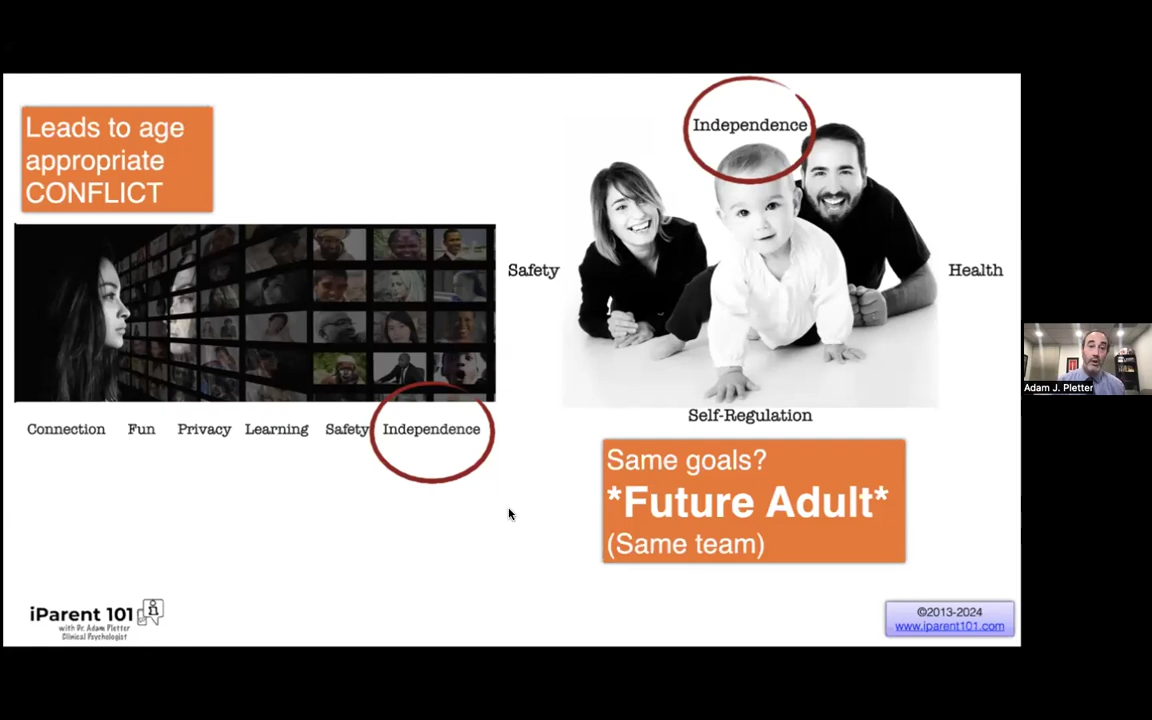 Leads to age
appropriate
CONFLICT
Independence
Safety
Health
Self-Regulation
Connection Fun Privacy Learning Safety Independence
Same goals?
*Future Adult*
(Same team)
Adam J. Pletter
iParent 101
with Dr. Adam Pletter
Clinical Psychologist
©2013-2024
www.iparent101.com